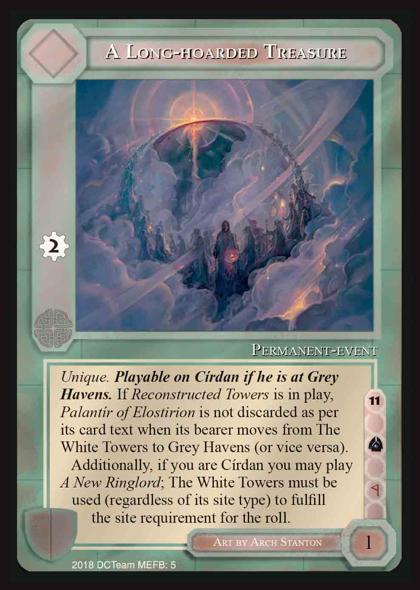 A Long-hoarded Treasure
2
Permanent-event
Unique. Playable on Círdan if he is at Grey
Havens. If Reconstructed Towers is in play,
Palantír of Elostirion is not discarded as per
its card text when its bearer moves from The
White Towers to Grey Havens (or vice versa).
Additionally, if you are Círdan you may play
A New Ringlord; The White Towers must be
used (regardless of its site type) to fulfill
the site requirement for the roll.
11
Art by Arch Stanton
1
2018 DCTeam MEFB: 5